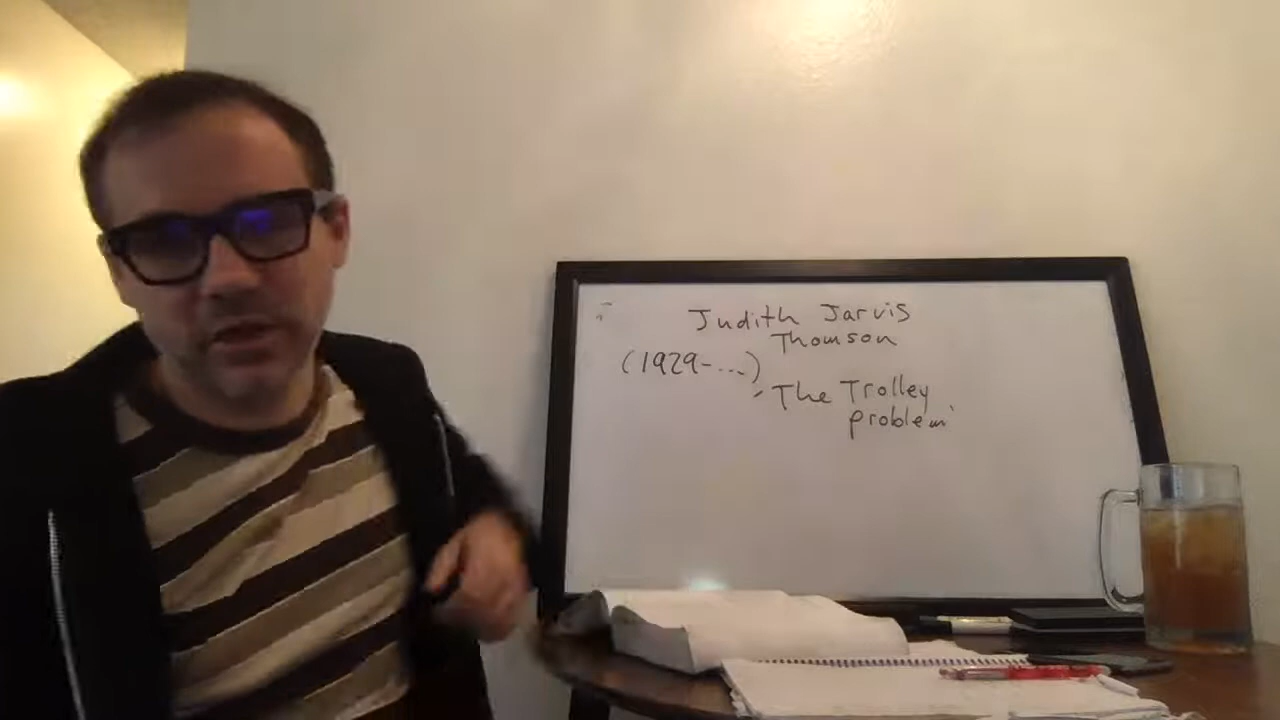 Judith Jarvis
Thomson
(1929-...)
"The Trolley
problem"